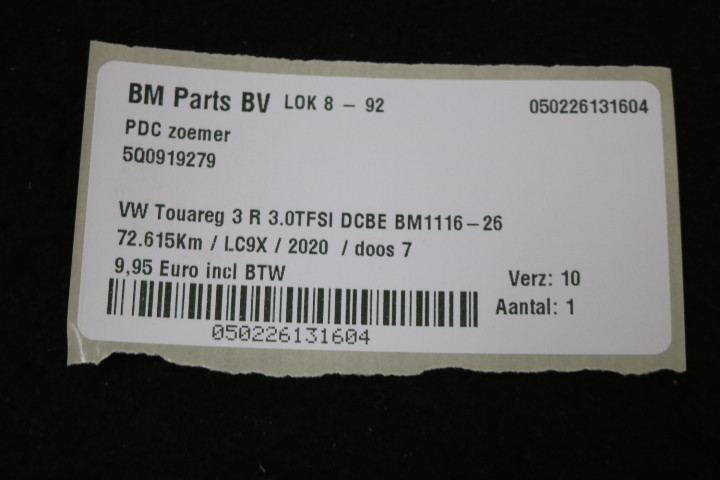 BM Parts BV LOK 8 - 92 050226131604
PDC zoemer
5Q0919279
VW Touareg 3 R 3.0TFSI DCBE BM1116-26
72.615Km / LC9X / 2020 / doos 7
9,95 Euro incl BTW
Verz: 10
Aantal: 1
050226131604